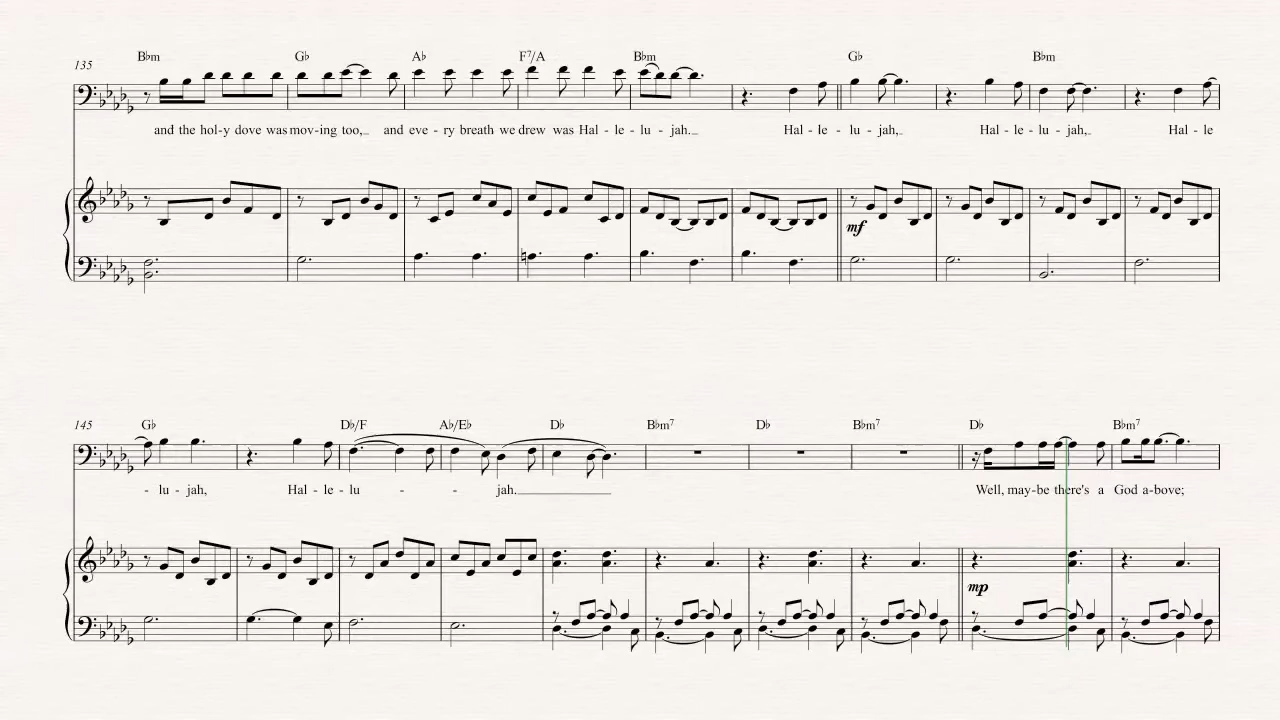 B♭m G♭ A♭ F⁷/A B♭m G♭ B♭m
135
and the hol-y dove was mov-ing too,_ and eve - ry breath we drew was Hal - le - lu - jah._ Hal - le - lu - jah,_ Hal - le - lu - jah,_ Hal - le
mf
G♭ D♭/F A♭/E♭ D♭ B♭m⁷ D♭ B♭m⁷ D♭ B♭m⁷
145
- lu - jah, Hal - le - lu - - jah.____ Well, may-be there's a God a-bove;
mp